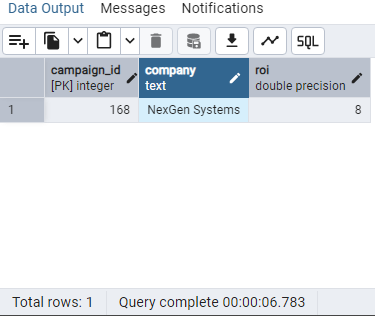 Data Output Messages Notifications
SQL
campaign_id company roi
[PK] integer text double precision
1 168 NexGen Systems 8
Total rows: 1 Query complete 00:00:06.783